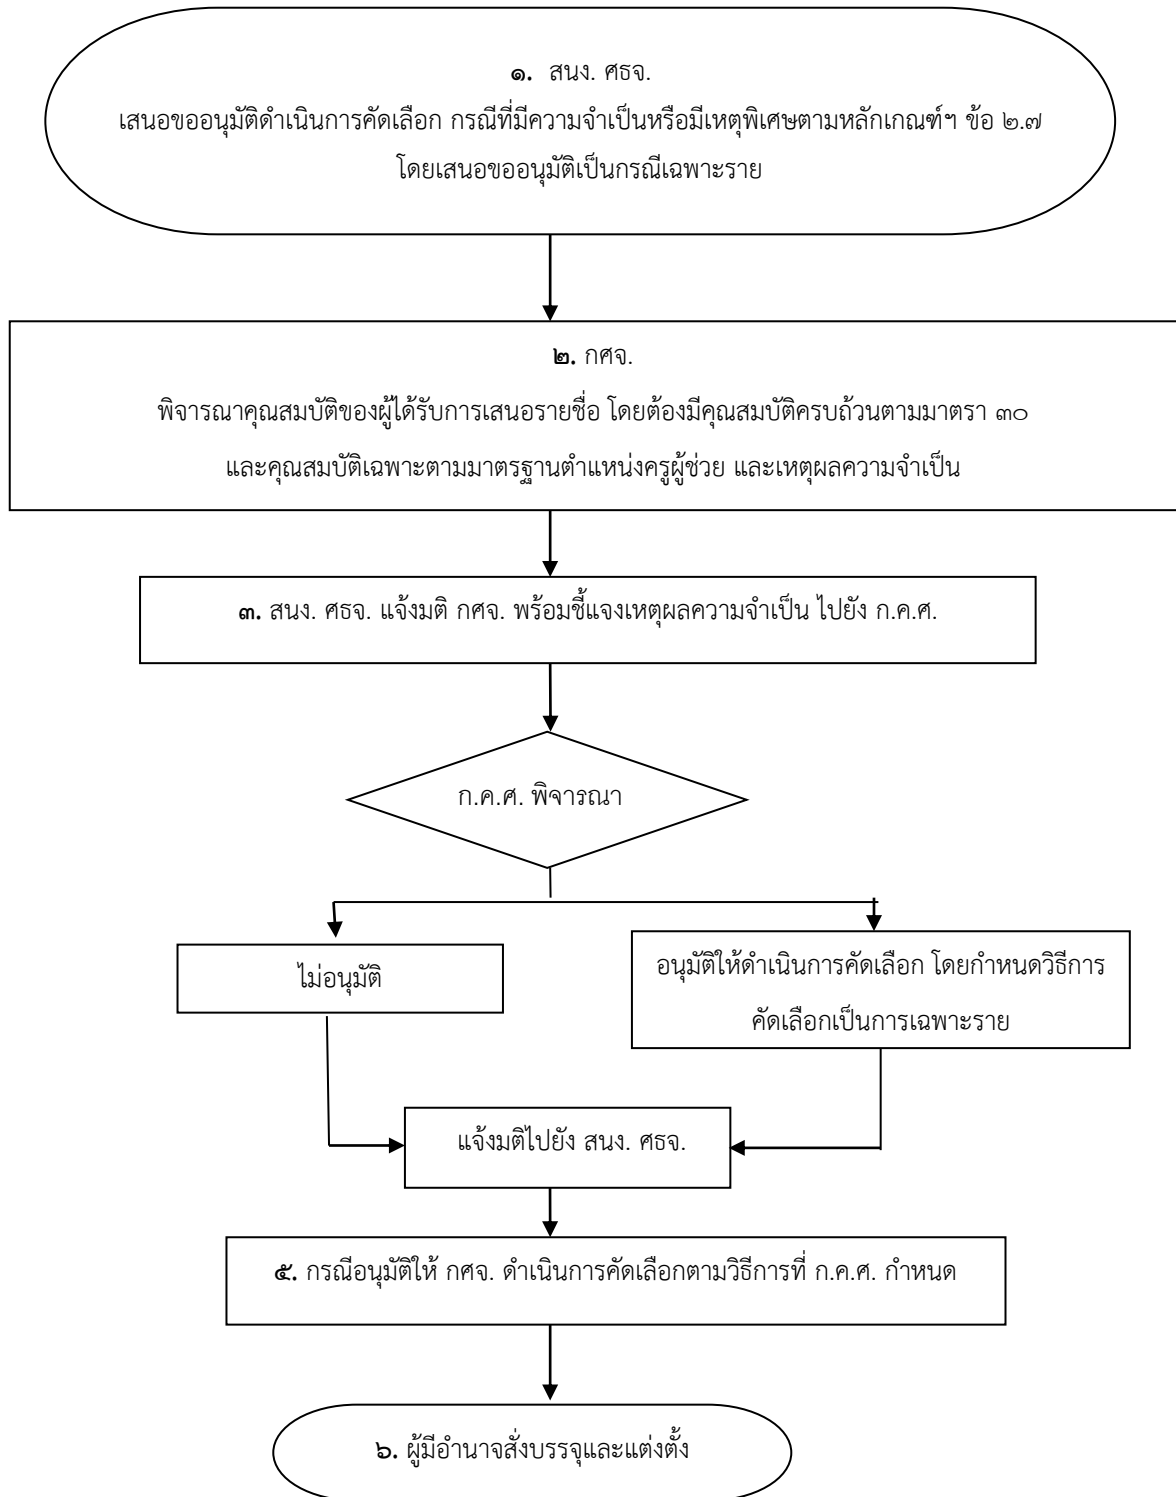 ๑. สนง. ศธจ.
เสนอขออนุมัติดำเนินการคัดเลือก กรณีที่มีความจำเป็นหรือมีเหตุพิเศษตามหลักเกณฑ์ฯ ข้อ ๒.๗
โดยเสนอขออนุมัติเป็นกรณีเฉพาะราย
๒. กศจ.
พิจารณาคุณสมบัติของผู้ได้รับการเสนอรายชื่อ โดยต้องมีคุณสมบัติครบถ้วนตามมาตรา ๓๐
และคุณสมบัติเฉพาะตามมาตรฐานตำแหน่งครูผู้ช่วย และเหตุผลความจำเป็น
๓. สนง. ศธจ. แจ้งมติ กศจ. พร้อมชี้แจงเหตุผลความจำเป็น ไปยัง ก.ค.ศ.
ก.ค.ศ. พิจารณา
ไม่อนุมัติ
อนุมัติให้ดำเนินการคัดเลือก โดยกำหนดวิธีการ
คัดเลือกเป็นการเฉพาะราย
แจ้งมติไปยัง สนง. ศธจ.
๕. กรณีอนุมัติให้ กศจ. ดำเนินการคัดเลือกตามวิธีการที่ ก.ค.ศ. กำหนด
๖. ผู้มีอำนาจสั่งบรรจุและแต่งตั้ง